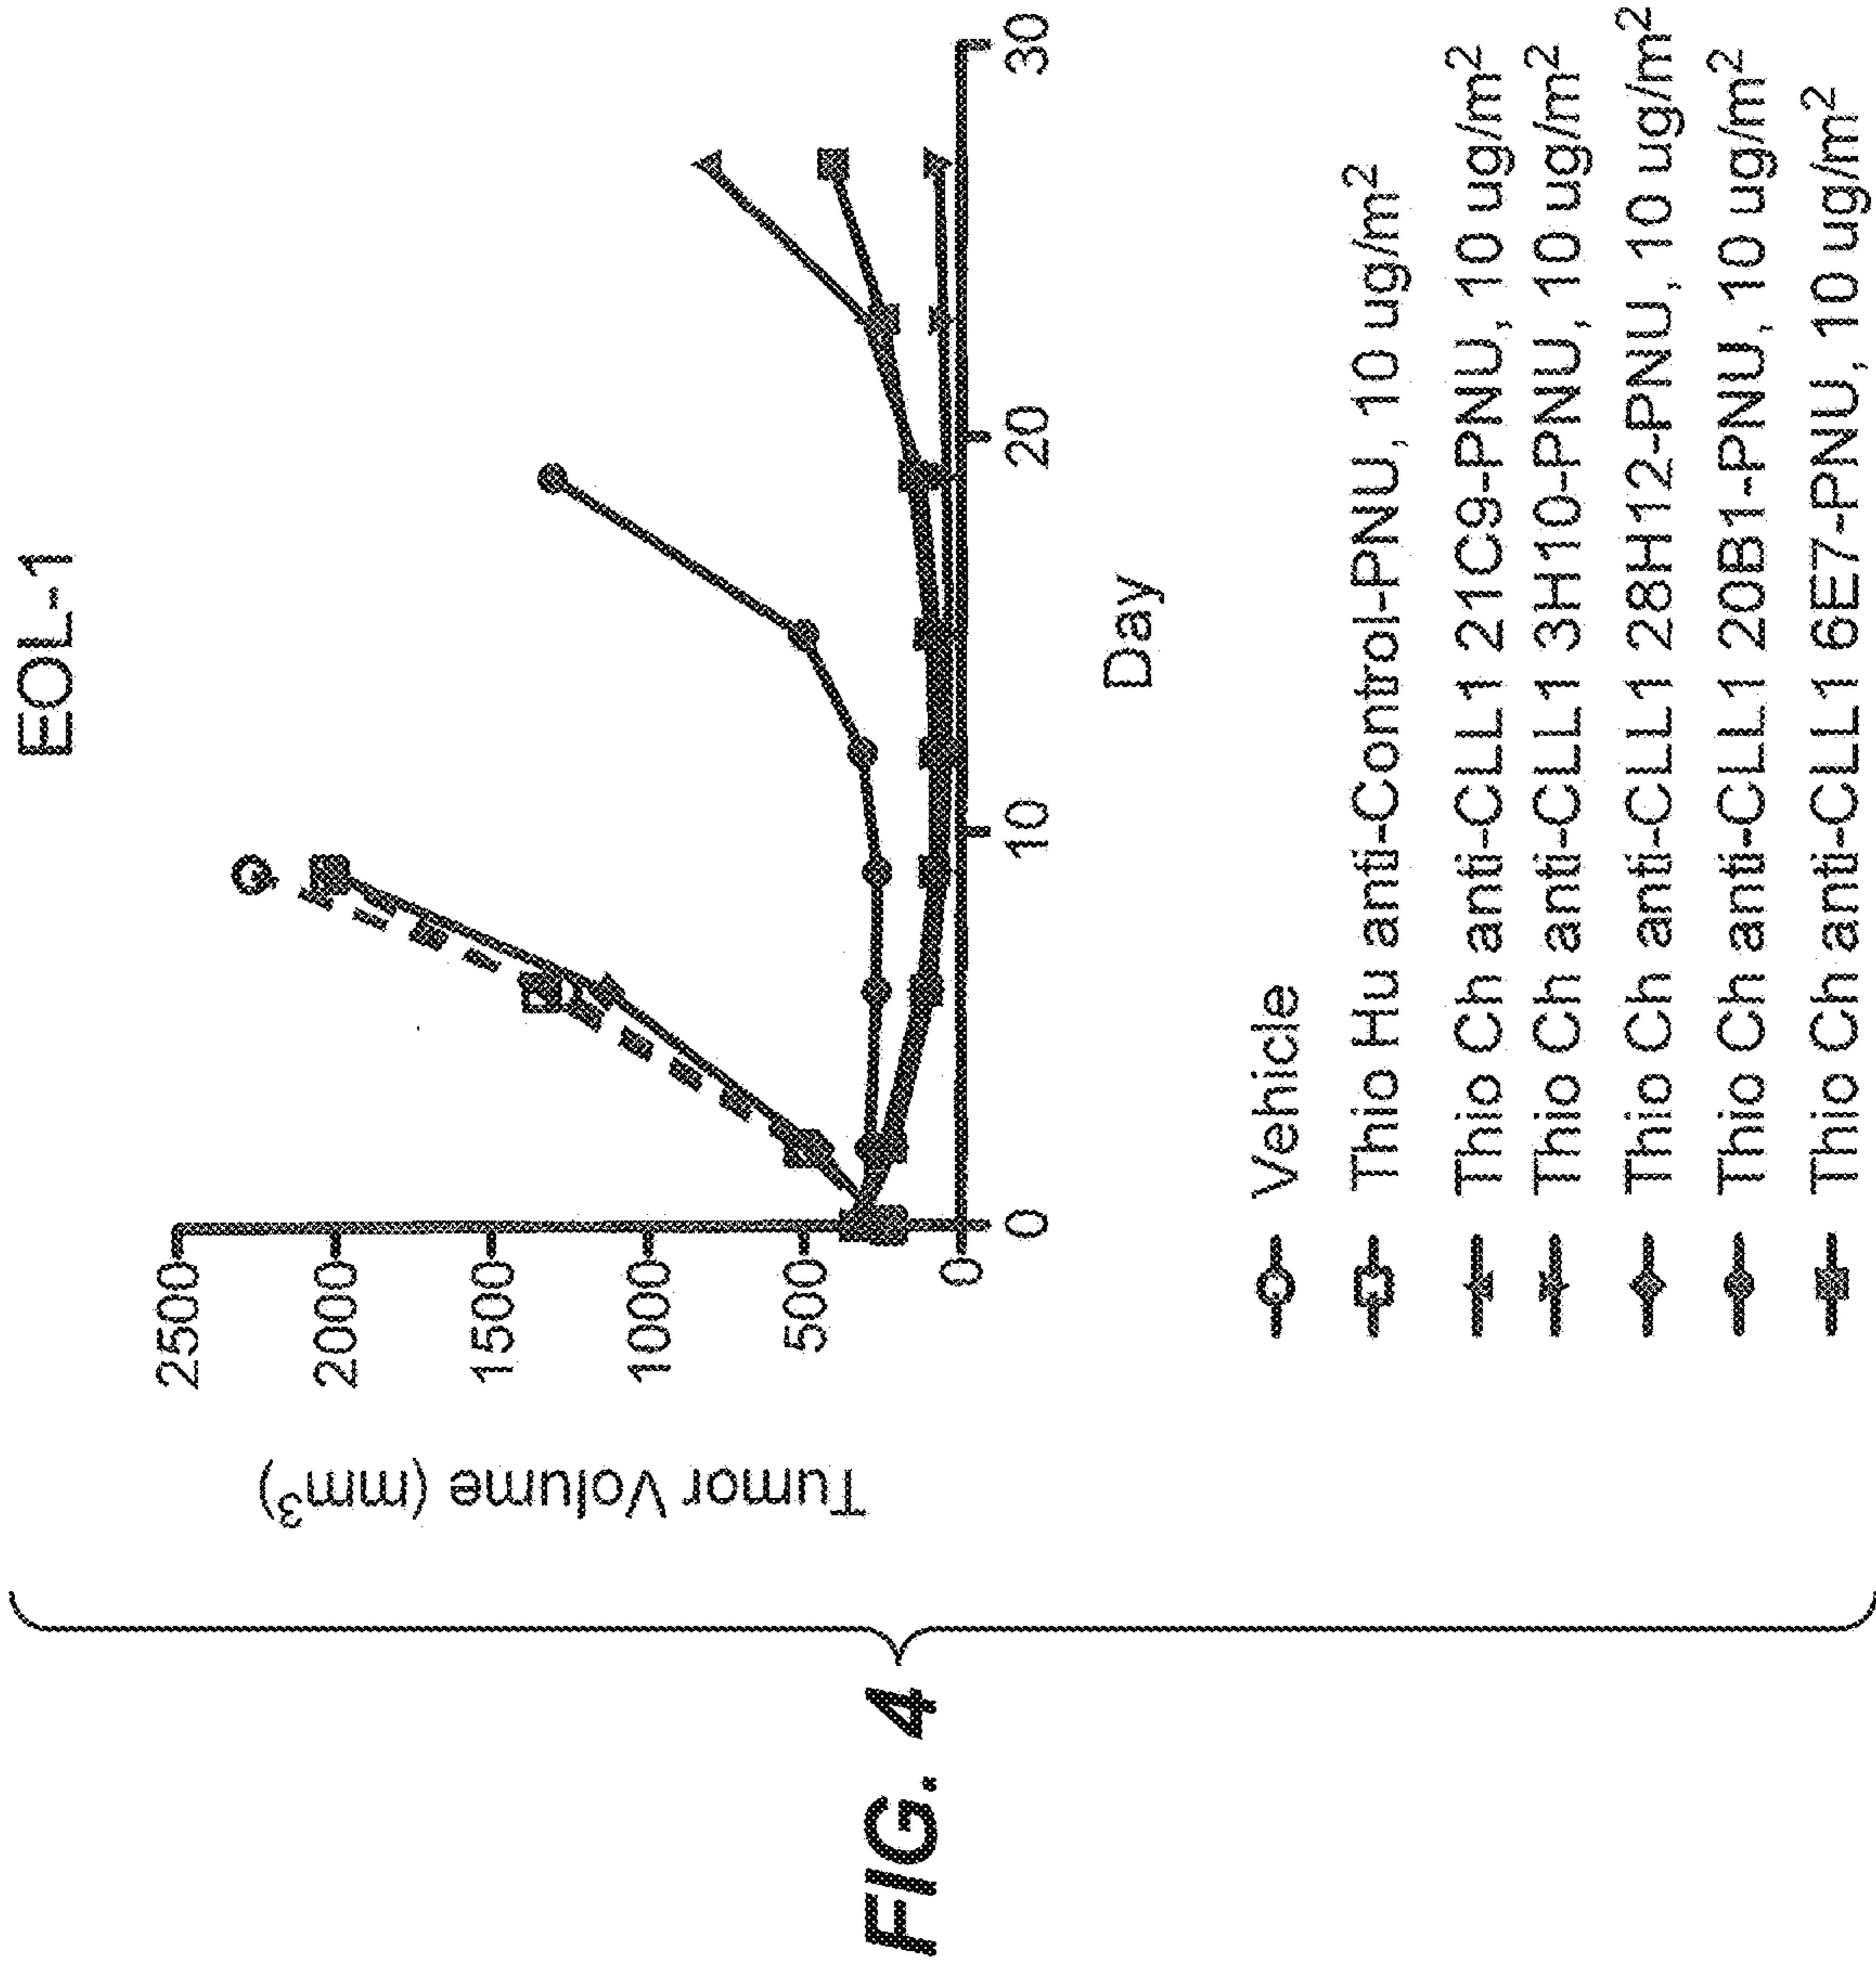 FIG. 4
EOL-1
Tumor Volume (mm³)
2500
2000
1500
1000
500
0
0
10
20
30
Day
Vehicle
Thio Hu anti-Control-PNU, 10 ug/m²
Thio Ch anti-CLL1 21C9-PNU, 10 ug/m²
Thio Ch anti-CLL1 3H10-PNU, 10 ug/m²
Thio Ch anti-CLL1 28H12-PNU, 10 ug/m²
Thio Ch anti-CLL1 20B1-PNU, 10 ug/m²
Thio Ch anti-CLL1 6E7-PNU, 10 ug/m²